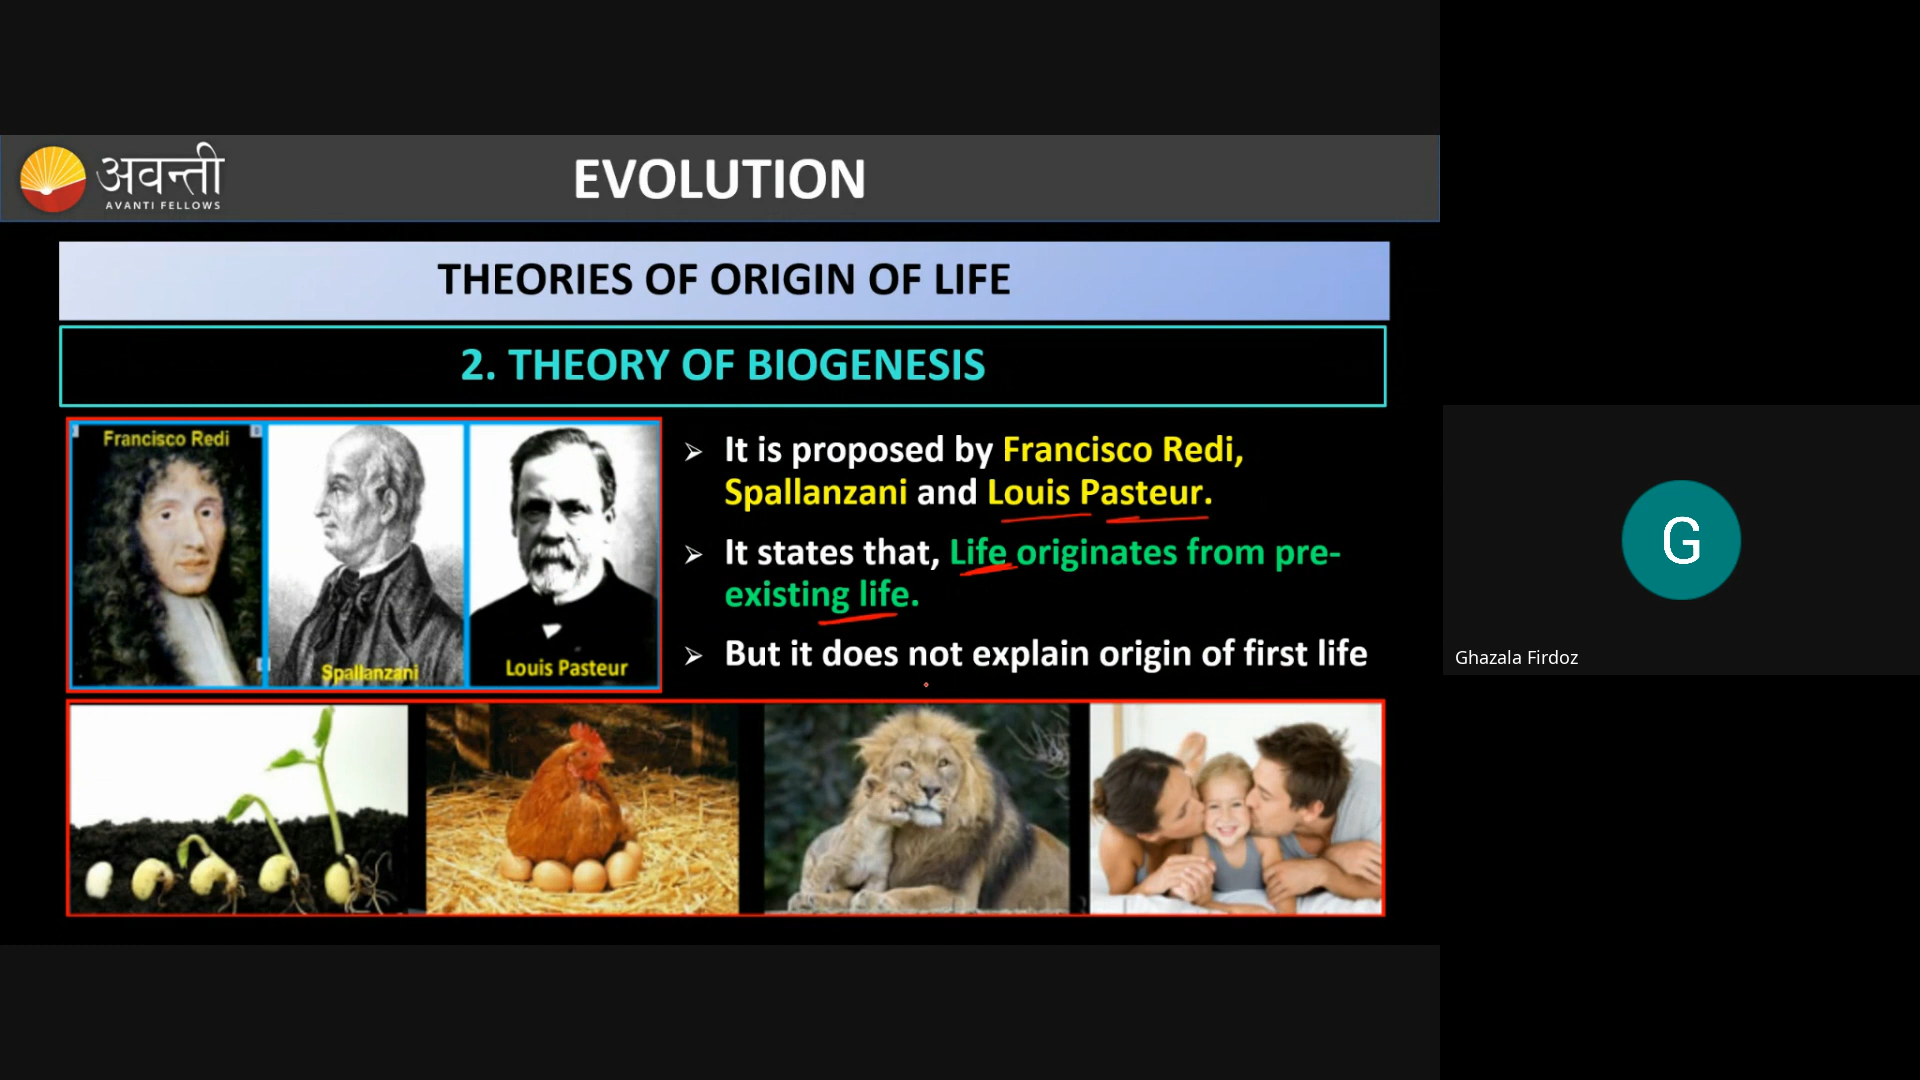 अवन्ती
AVANTI FELLOWS
EVOLUTION
THEORIES OF ORIGIN OF LIFE
2. THEORY OF BIOGENESIS
Francisco Redi
Spallanzani
Louis Pasteur
➢ It is proposed by Francisco Redi,
Spallanzani and Louis Pasteur.
➢ It states that, Life originates from pre-
existing life.
➢ But it does not explain origin of first life
G
Ghazala Firdoz